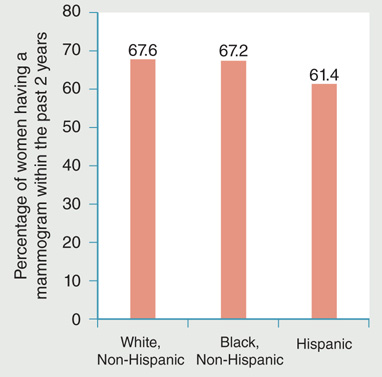 Percentage of women having a
mammogram within the past 2 years
80
70
60
50
40
30
20
10
0
67.6
67.2
61.4
White,
Non-Hispanic
Black,
Non-Hispanic
Hispanic